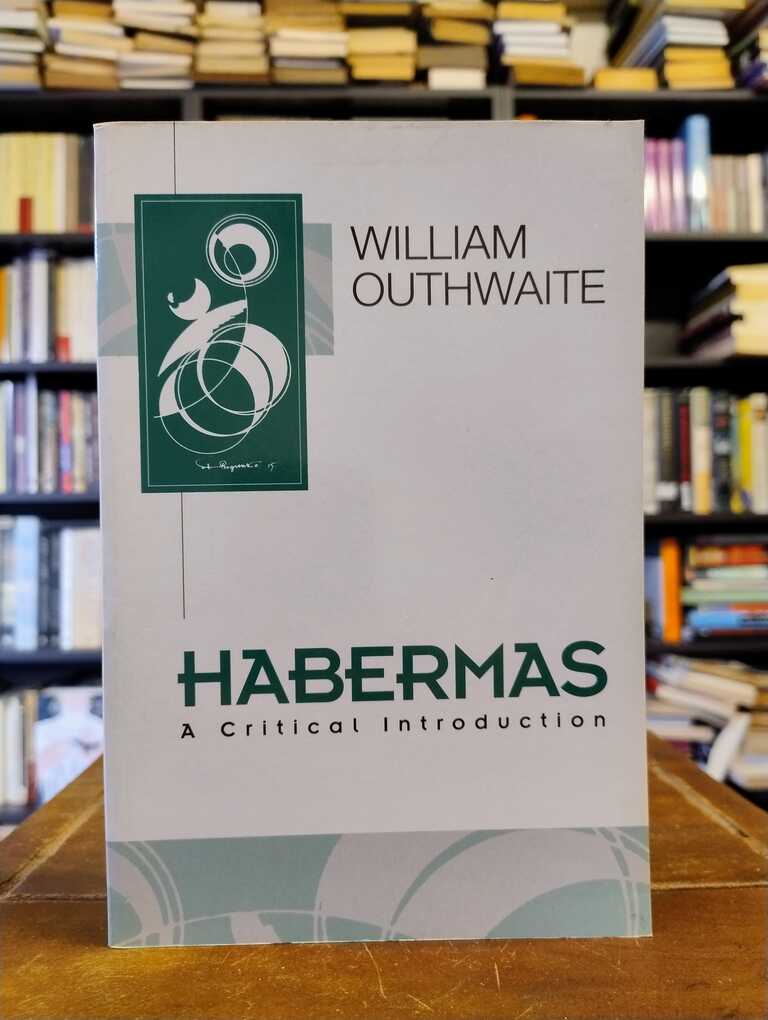 WILLIAM
OUTHWAITE
HABERMAS
A Critical Introduction